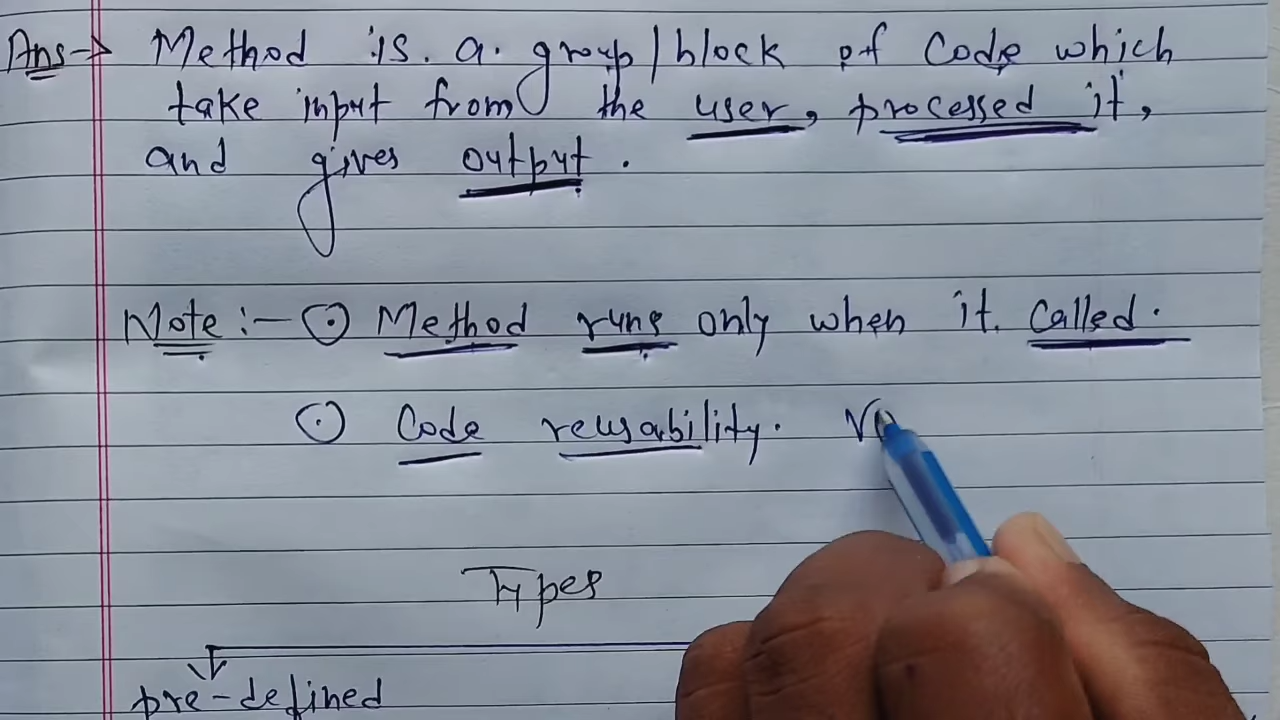 Ans→ Method is. a. group/block of Code which
take input from the user, processed it,
and gives output.
Note :- ⊙ Method runs only when it. Called.
⊙ Code reusability.
Types
pre-defined